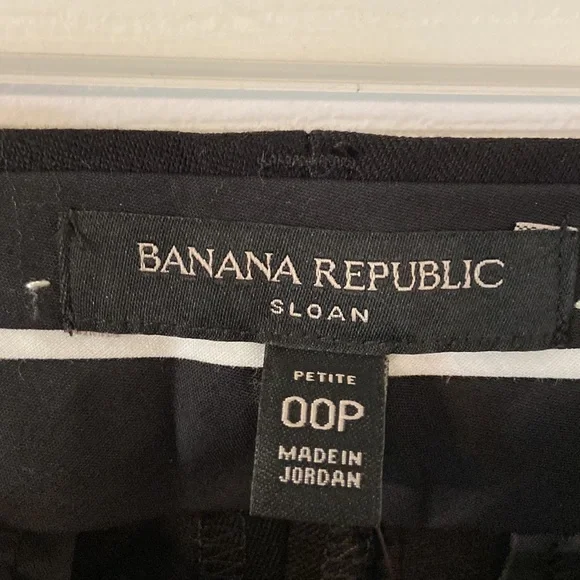 BANANA REPUBLIC
SLOAN
PETITE
00P
MADE IN
JORDAN